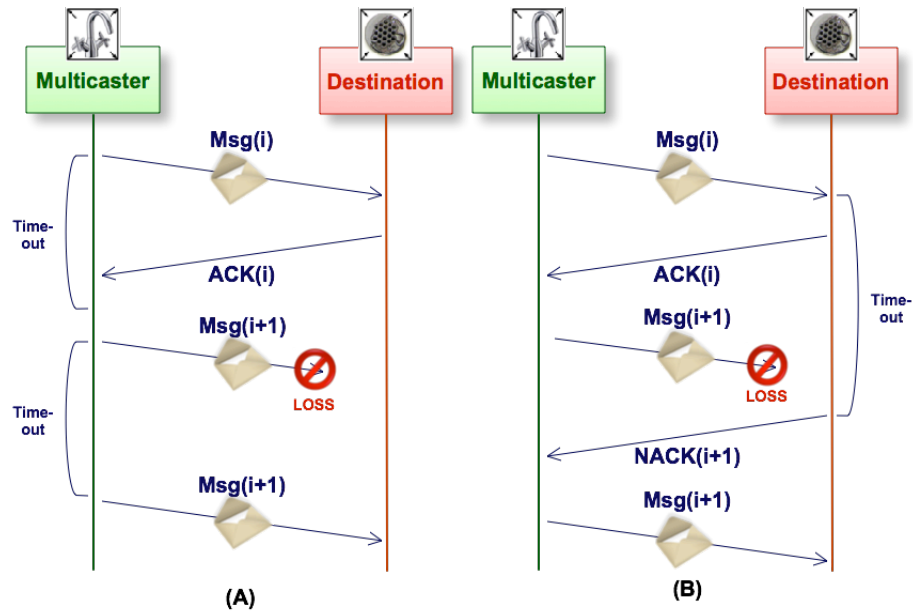 Multicaster
Destination
Msg(i)
Time-
out
ACK(i)
Msg(i+1)
LOSS
Time-
out
Msg(i+1)
(A)
Multicaster
Destination
Msg(i)
ACK(i)
Time-
out
Msg(i+1)
LOSS
NACK(i+1)
Msg(i+1)
(B)